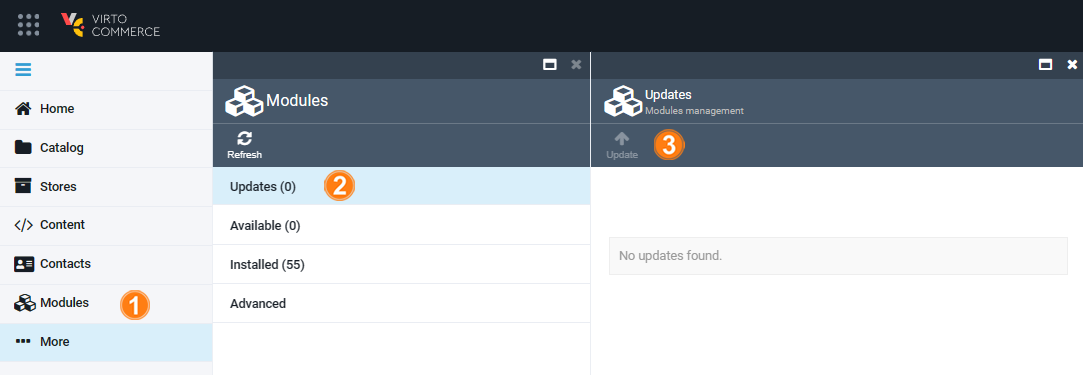 VIRTO
COMMERCE
Home
Catalog
Stores
Content
Contacts
Modules
1
More
Modules
Refresh
Updates (0)
2
Available (0)
Installed (55)
Advanced
Updates
Modules management
Update
3
No updates found.